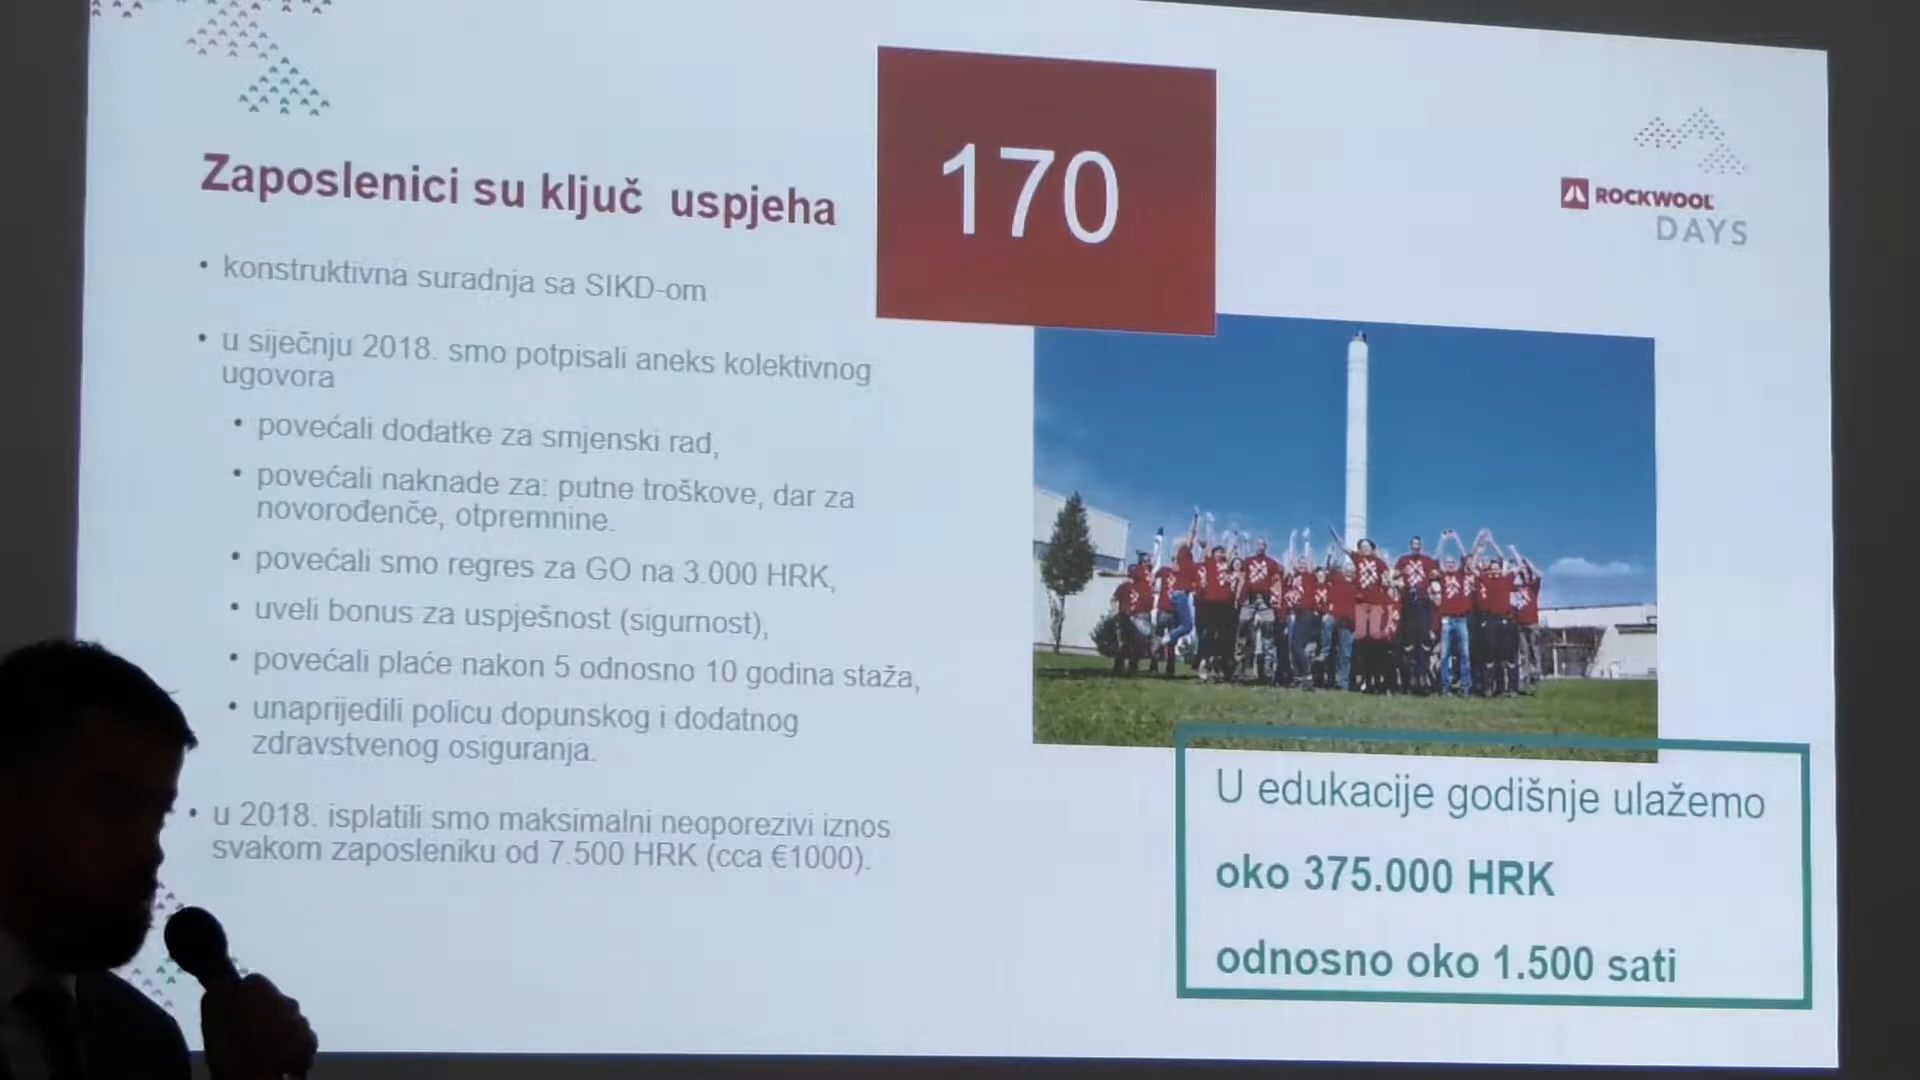 Zaposlenici su ključ uspjeha
• konstruktivna suradnja sa SIKD-om
• u siječnju 2018. smo potpisali aneks kolektivnog
ugovora
• povećali dodatke za smjenski rad,
• povećali naknade za: putne troškove, dar za
novorođenče, otpremnine.
• povećali smo regres za GO na 3.000 HRK,
• uveli bonus za uspješnost (sigurnost),
• povećali plaće nakon 5 odnosno 10 godina staža,
• unaprijedili policu dopunskog i dodatnog
zdravstvenog osiguranja.
• u 2018. isplatili smo maksimalni neoporezivi iznos
svakom zaposleniku od 7.500 HRK (cca €1000).
170
ROCKWOOL
DAYS
U edukacije godišnje ulažemo
oko 375.000 HRK
odnosno oko 1.500 sati